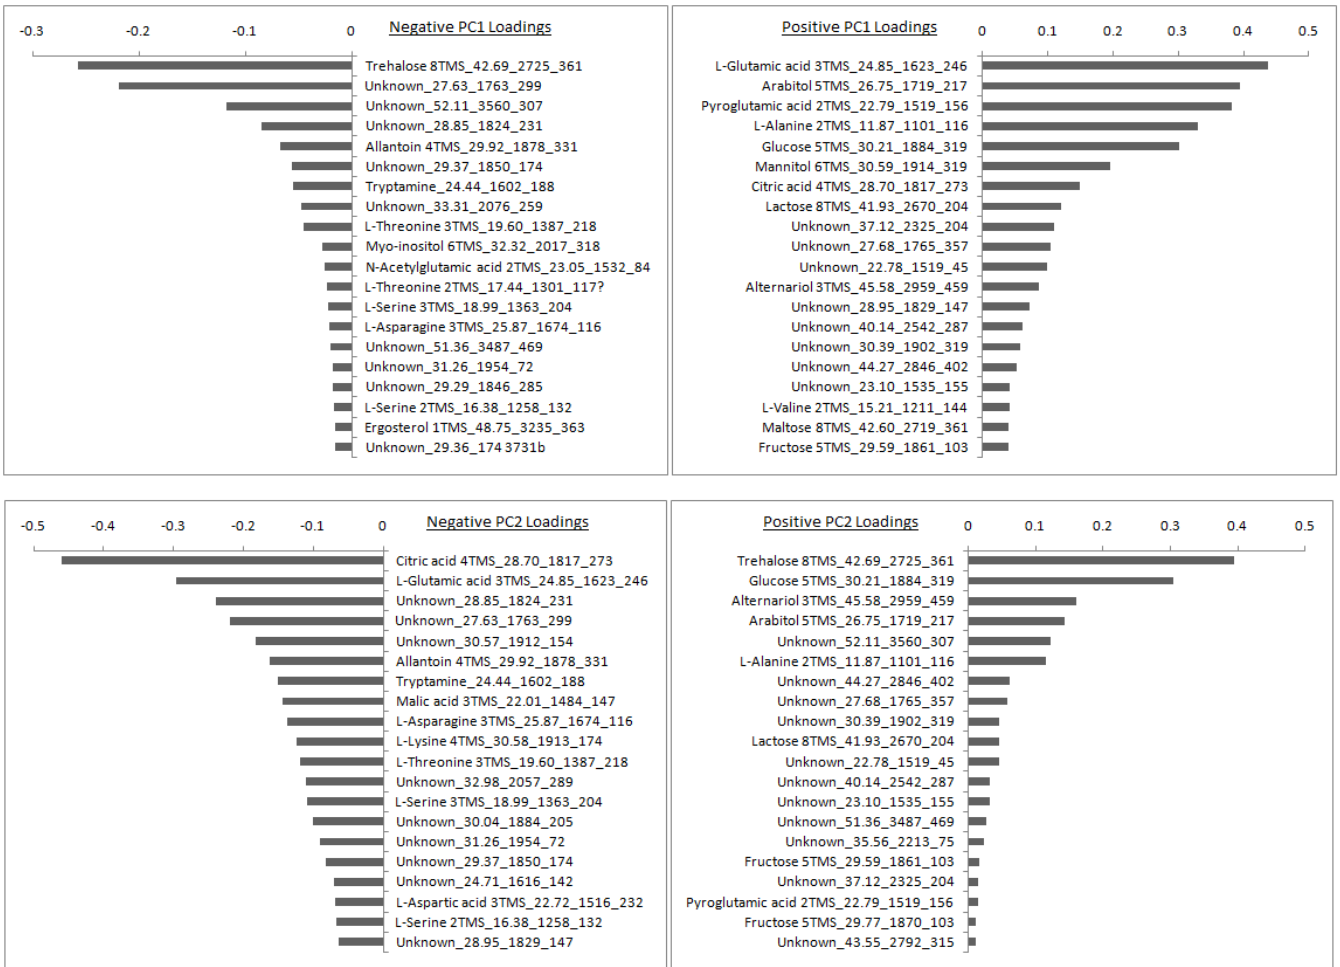 Negative PC1 Loadings
-0.3 -0.2 -0.1 0
Trehalose 8TMS_42.69_2725_361
Unknown_27.63_1763_299
Unknown_52.11_3560_307
Unknown_28.85_1824_231
Allantoin 4TMS_29.92_1878_331
Unknown_29.37_1850_174
Tryptamine_24.44_1602_188
Unknown_33.31_2076_259
L-Threonine 3TMS_19.60_1387_218
Myo-inositol 6TMS_32.32_2017_318
N-Acetylglutamic acid 2TMS_23.05_1532_84
L-Threonine 2TMS_17.44_1301_117?
L-Serine 3TMS_18.99_1363_204
L-Asparagine 3TMS_25.87_1674_116
Unknown_51.36_3487_469
Unknown_31.26_1954_72
Unknown_29.29_1846_285
L-Serine 2TMS_16.38_1258_132
Ergosterol 1TMS_48.75_3235_363
Unknown_29.36_174 3731b
Positive PC1 Loadings
0 0.1 0.2 0.3 0.4 0.5
L-Glutamic acid 3TMS_24.85_1623_246
Arabitol 5TMS_26.75_1719_217
Pyroglutamic acid 2TMS_22.79_1519_156
L-Alanine 2TMS_11.87_1101_116
Glucose 5TMS_30.21_1884_319
Mannitol 6TMS_30.59_1914_319
Citric acid 4TMS_28.70_1817_273
Lactose 8TMS_41.93_2670_204
Unknown_37.12_2325_204
Unknown_27.68_1765_357
Unknown_22.78_1519_45
Alternariol 3TMS_45.58_2959_459
Unknown_28.95_1829_147
Unknown_40.14_2542_287
Unknown_30.39_1902_319
Unknown_44.27_2846_402
Unknown_23.10_1535_155
L-Valine 2TMS_15.21_1211_144
Maltose 8TMS_42.60_2719_361
Fructose 5TMS_29.59_1861_103
Negative PC2 Loadings
-0.5 -0.4 -0.3 -0.2 -0.1 0
Citric acid 4TMS_28.70_1817_273
L-Glutamic acid 3TMS_24.85_1623_246
Unknown_28.85_1824_231
Unknown_27.63_1763_299
Unknown_30.57_1912_154
Allantoin 4TMS_29.92_1878_331
Tryptamine_24.44_1602_188
Malic acid 3TMS_22.01_1484_147
L-Asparagine 3TMS_25.87_1674_116
L-Lysine 4TMS_30.58_1913_174
L-Threonine 3TMS_19.60_1387_218
Unknown_32.98_2057_289
L-Serine 3TMS_18.99_1363_204
Unknown_30.04_1884_205
Unknown_31.26_1954_72
Unknown_29.37_1850_174
Unknown_24.71_1616_142
L-Aspartic acid 3TMS_22.72_1516_232
L-Serine 2TMS_16.38_1258_132
Unknown_28.95_1829_147
Positive PC2 Loadings
0 0.1 0.2 0.3 0.4 0.5
Trehalose 8TMS_42.69_2725_361
Glucose 5TMS_30.21_1884_319
Alternariol 3TMS_45.58_2959_459
Arabitol 5TMS_26.75_1719_217
Unknown_52.11_3560_307
L-Alanine 2TMS_11.87_1101_116
Unknown_44.27_2846_402
Unknown_27.68_1765_357
Unknown_30.39_1902_319
Lactose 8TMS_41.93_2670_204
Unknown_22.78_1519_45
Unknown_40.14_2542_287
Unknown_23.10_1535_155
Unknown_51.36_3487_469
Unknown_35.56_2213_75
Fructose 5TMS_29.59_1861_103
Unknown_37.12_2325_204
Pyroglutamic acid 2TMS_22.79_1519_156
Fructose 5TMS_29.77_1870_103
Unknown_43.55_2792_315